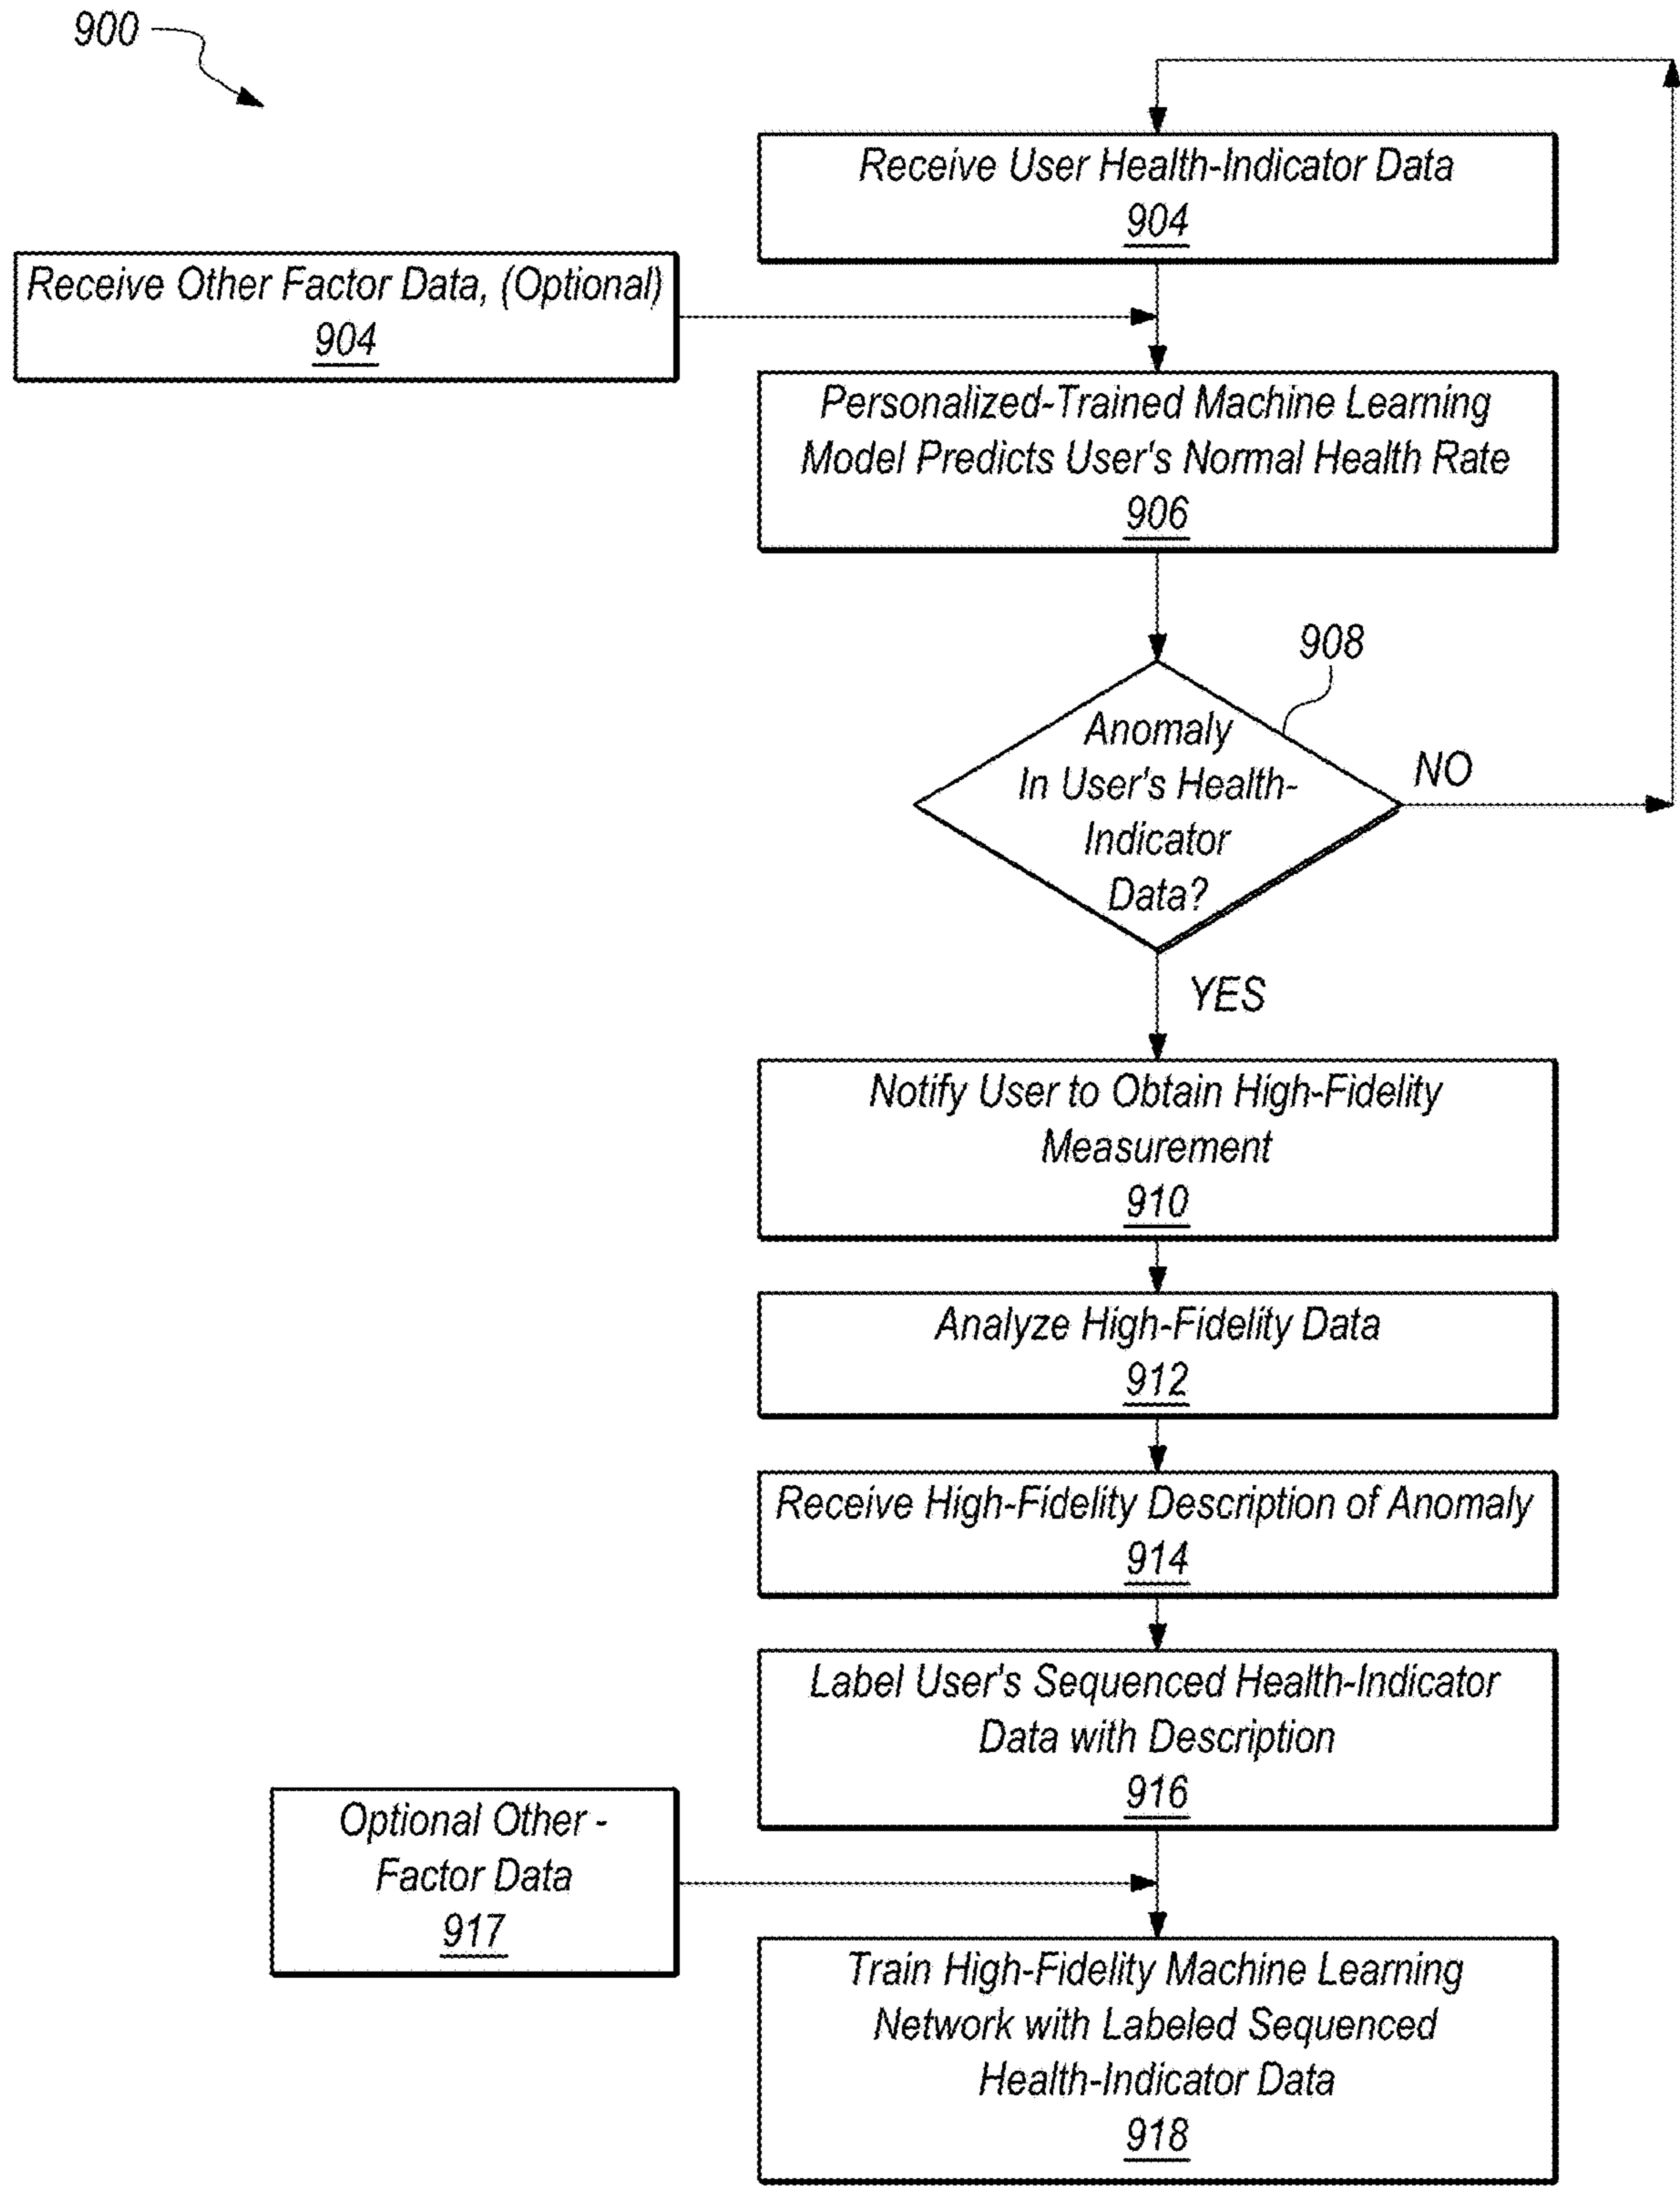 900
Receive User Health-Indicator Data
904
Receive Other Factor Data, (Optional)
904
Personalized-Trained Machine Learning
Model Predicts User's Normal Health Rate
906
908
Anomaly
In User's Health-
Indicator
Data?
NO
YES
Notify User to Obtain High-Fidelity
Measurement
910
Analyze High-Fidelity Data
912
Receive High-Fidelity Description of Anomaly
914
Label User's Sequenced Health-Indicator
Data with Description
916
Optional Other -
Factor Data
917
Train High-Fidelity Machine Learning
Network with Labeled Sequenced
Health-Indicator Data
918